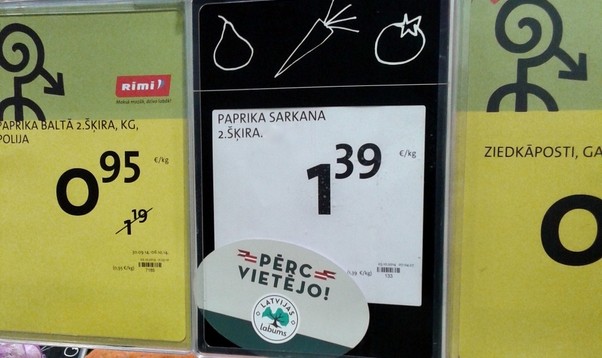 Rimi
PAPRIKA BALTĀ 2.ŠĶIRA, KG,
POLIJA
0 95
€/kg
1 19
PAPRIKA SARKANA
2.ŠĶIRA.
1 39
€/kg
PĒRC
VIETĒJO!
LATVIJAS
labums
ZIEDKĀPOSTI, GA
0